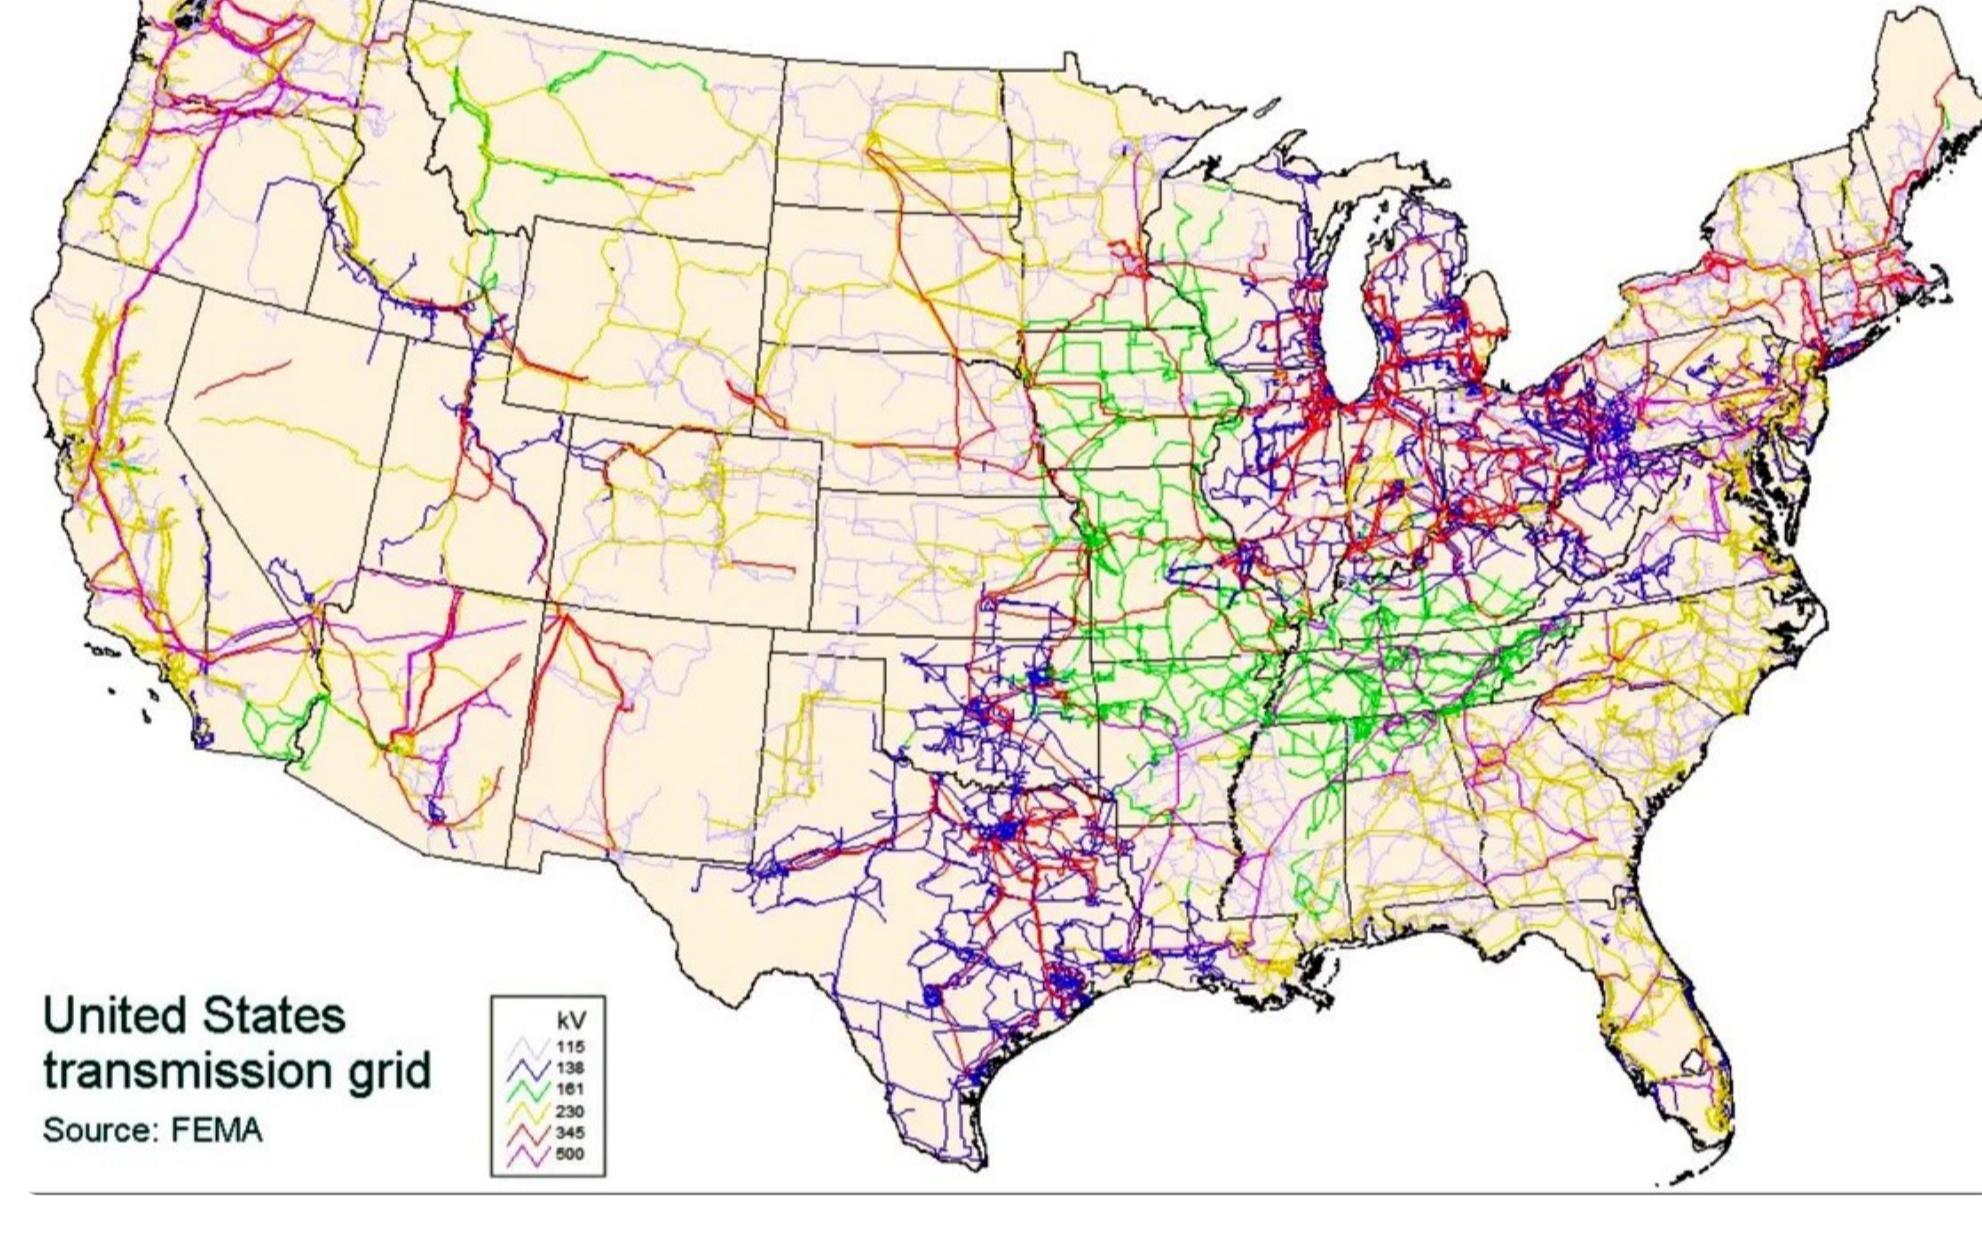 United States
transmission grid
Source: FEMA
kV
115
138
161
230
345
500